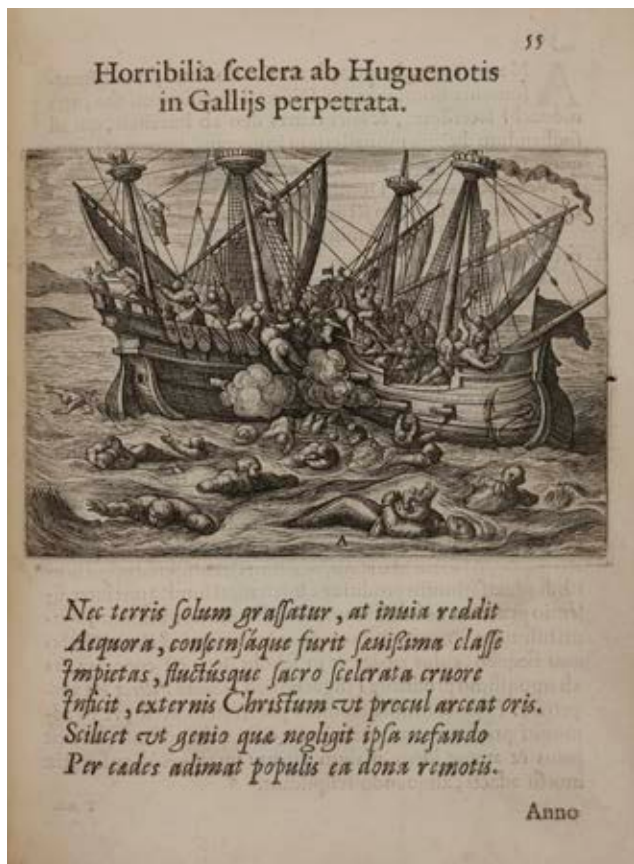 55
Horribilia ſcelera ab Huguenotis
in Gallijs perpetrata.
A
Nec terris ſolum graſſatur, at inuia reddit
Aequora, conſcenſáque furit ſæuißima claſſe
Impietas, fluctúsque ſacro ſcelerata cruore
Inficit, externis Chriſtum vt procul arceat oris.
Scilicet vt genio quæ negligit ipſa nefando
Per cædes adimat populis ea dona remotis.
Anno